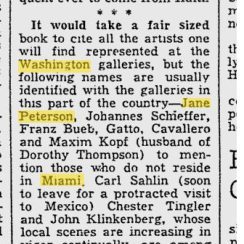 * * *
It would take a fair sized
book to cite all the artists one
will find represented at the
Washington galleries, but the
following names are usually
identified with the galleries in
this part of the country—Jane
Peterson, Johannes Schieffer,
Franz Bueb, Gatto, Cavallero
and Maxim Kopf (husband of
Dorothy Thompson) to men-
tion those who do not reside
in Miami. Carl Sahlin (soon
to leave for a protracted visit
to Mexico) Chester Tingler
and John Klinkenberg, whose
local scenes are increasing in